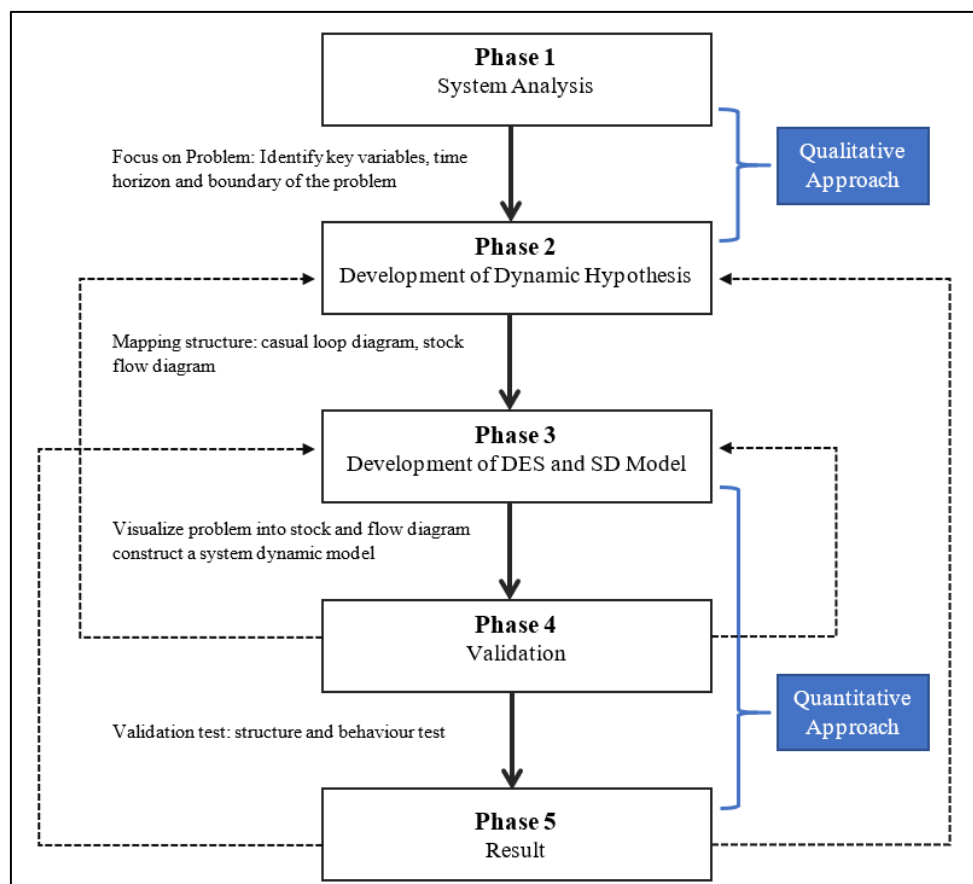 Phase 1
System Analysis
Focus on Problem: Identify key variables, time
horizon and boundary of the problem
Qualitative
Approach
Phase 2
Development of Dynamic Hypothesis
Mapping structure: casual loop diagram, stock
flow diagram
Phase 3
Development of DES and SD Model
Visualize problem into stock and flow diagram
construct a system dynamic model
Phase 4
Validation
Quantitative
Approach
Validation test: structure and behaviour test
Phase 5
Result